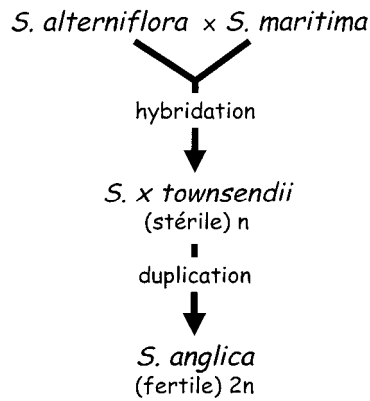 S. alterniflora x S. maritima
hybridation
S. x townsendii
(stérile) n
duplication
S. anglica
(fertile) 2n